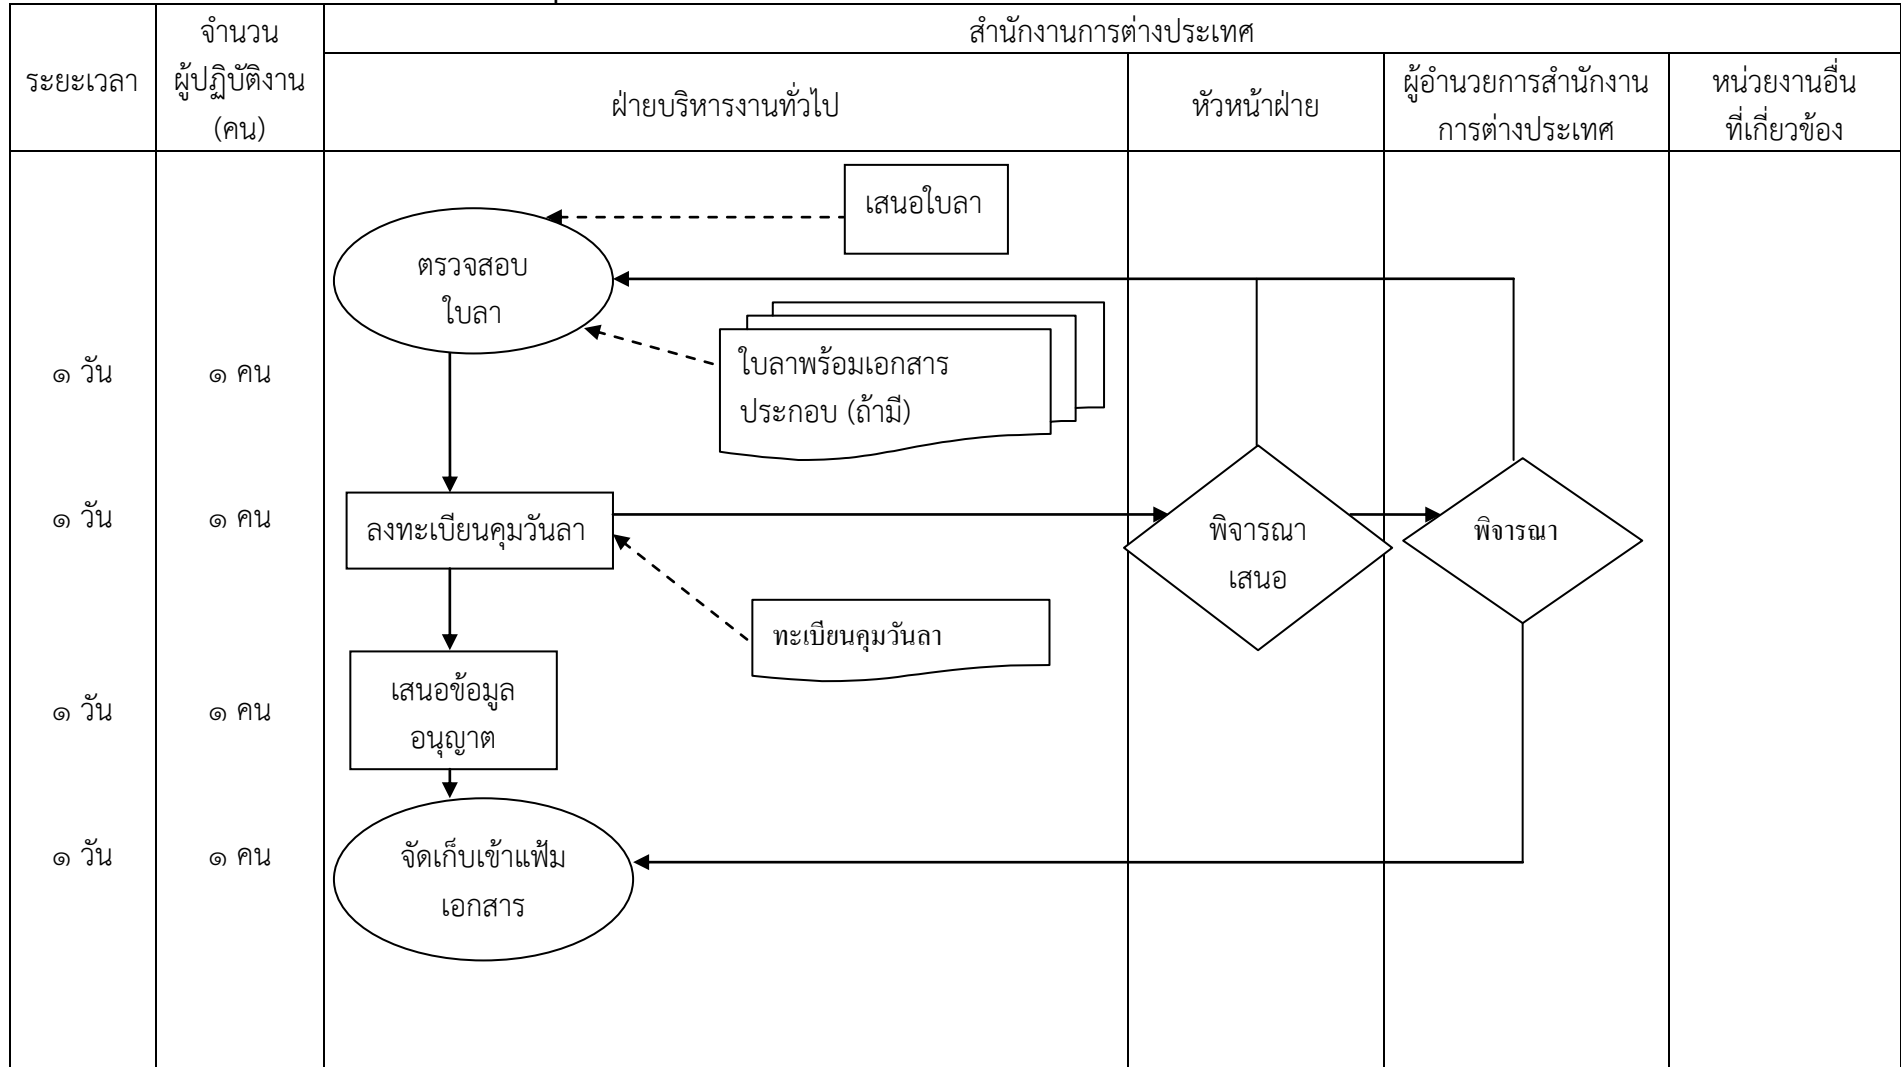 ระยะเวลา
จำนวน
ผู้ปฏิบัติงาน
(คน)
สำนักงานการต่างประเทศ
ฝ่ายบริหารงานทั่วไป
หัวหน้าฝ่าย
ผู้อำนวยการสำนักงาน
การต่างประเทศ
หน่วยงานอื่น
ที่เกี่ยวข้อง
เสนอใบลา
ตรวจสอบ
ใบลา
๑ วัน
๑ คน
ใบลาพร้อมเอกสาร
ประกอบ (ถ้ามี)
๑ วัน
๑ คน
ลงทะเบียนคุมวันลา
พิจารณา
เสนอ
พิจารณา
ทะเบียนคุมวันลา
๑ วัน
๑ คน
เสนอข้อมูล
อนุญาต
๑ วัน
๑ คน
จัดเก็บเข้าแฟ้ม
เอกสาร